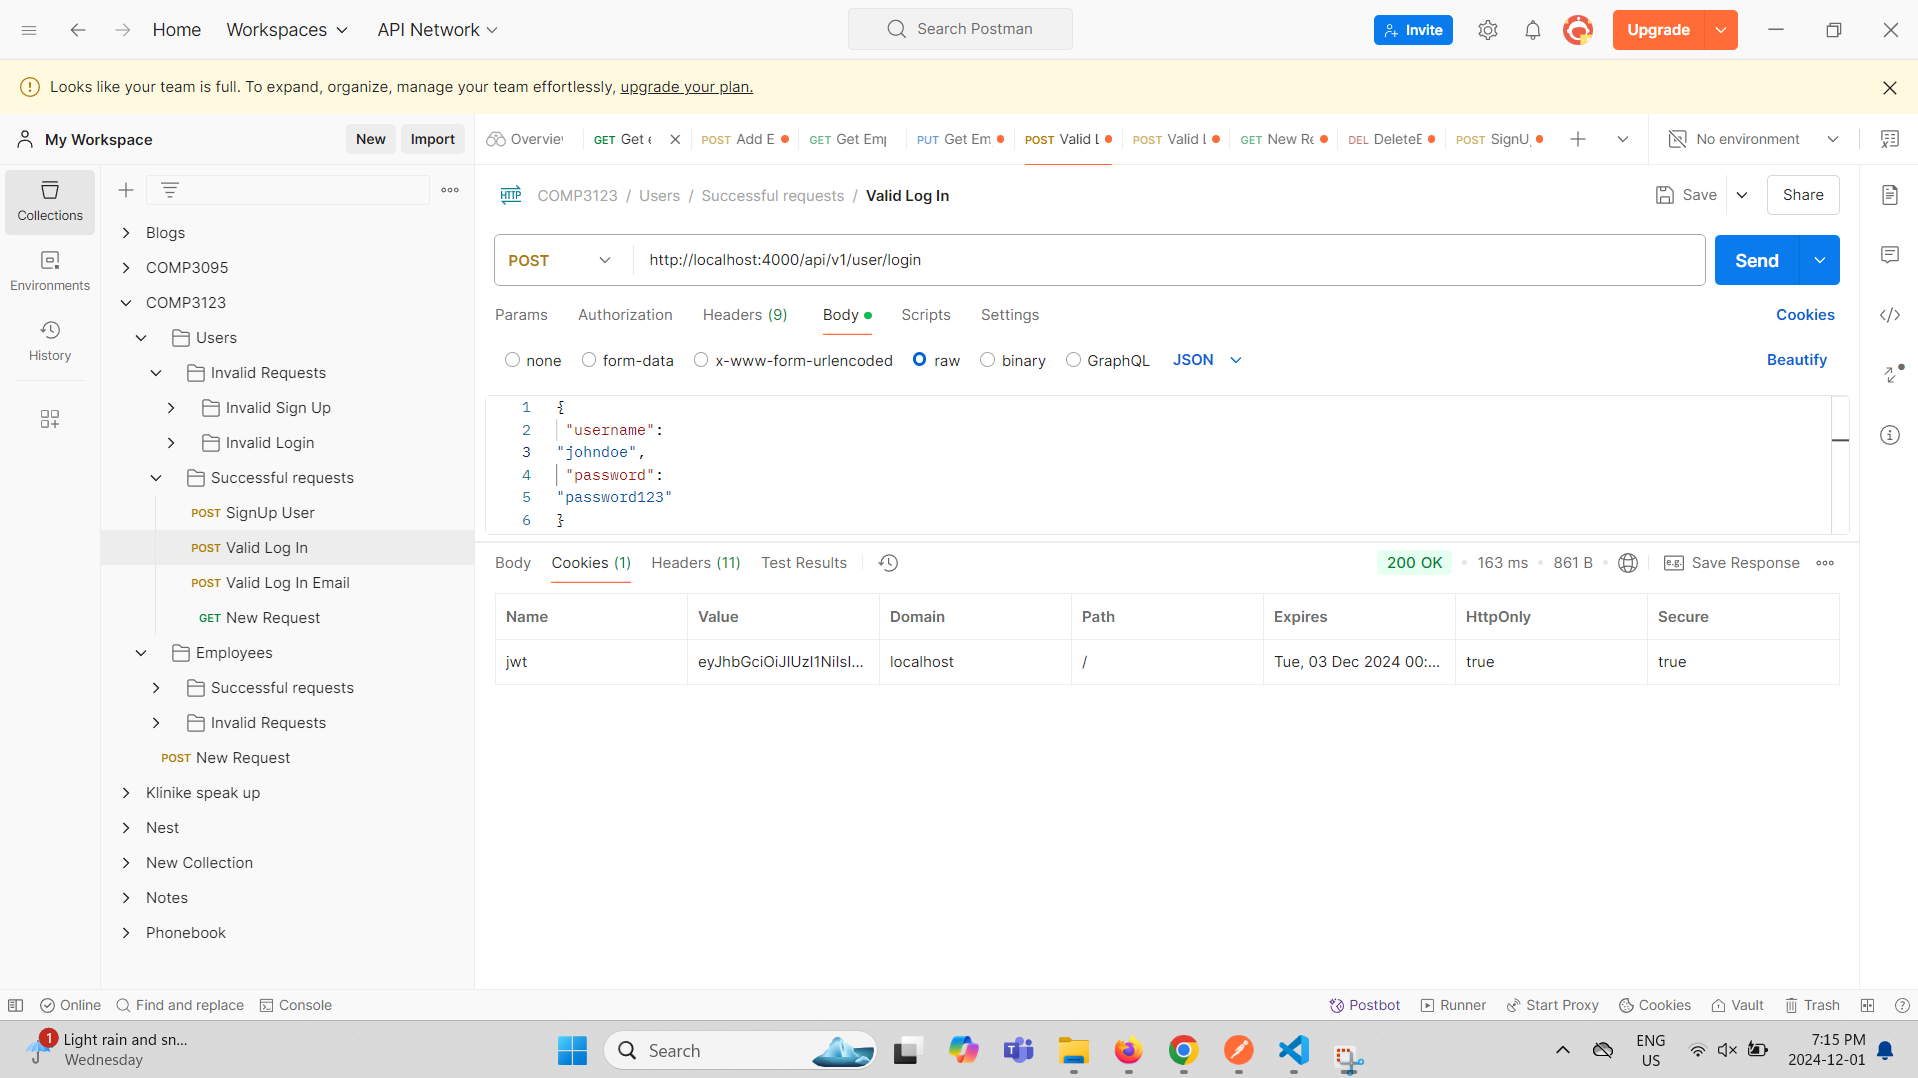 Home Workspaces API Network Search Postman Invite Upgrade
Looks like your team is full. To expand, organize, manage your team effortlessly, upgrade your plan.
My Workspace New Import
Overview GET Get e POST Add E GET Get Emp PUT Get Em POST Valid L POST Valid L GET New Re DEL DeleteE POST SignU No environment
Collections
Environments
History
Blogs
COMP3095
COMP3123
Users
Invalid Requests
Invalid Sign Up
Invalid Login
Successful requests
POST SignUp User
POST Valid Log In
POST Valid Log In Email
GET New Request
Employees
Successful requests
Invalid Requests
POST New Request
Klinike speak up
Nest
New Collection
Notes
Phonebook
HTTP COMP3123 / Users / Successful requests / Valid Log In Save Share
POST http://localhost:4000/api/v1/user/login Send
Params Authorization Headers (9) Body Scripts Settings Cookies
none form-data x-www-form-urlencoded raw binary GraphQL JSON Beautify
1 {
2 "username":
3 "johndoe",
4 "password":
5 "password123"
6 }
Body Cookies (1) Headers (11) Test Results 200 OK • 163 ms • 861 B • e.g. Save Response
Name Value Domain Path Expires HttpOnly Secure
jwt eyJhbGciOiJIUzI1NiIsI... localhost / Tue, 03 Dec 2024 00:... true true
Online Find and replace Console Postbot Runner Start Proxy Cookies Vault Trash
1 Light rain and sn...
Wednesday
Search
ENG
US
7:15 PM
2024-12-01